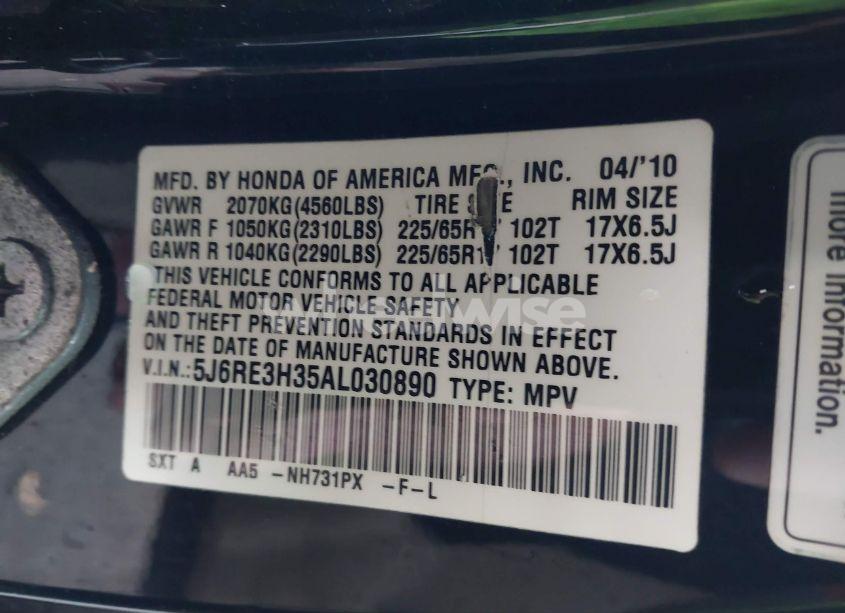 MFD. BY HONDA OF AMERICA MFG., INC. 04/'10
GVWR 2070KG(4560LBS) TIRE SIZE RIM SIZE
GAWR F 1050KG(2310LBS) 225/65R17 102T 17X6.5J
GAWR R 1040KG(2290LBS) 225/65R17 102T 17X6.5J
THIS VEHICLE CONFORMS TO ALL APPLICABLE
FEDERAL MOTOR VEHICLE SAFETY
AND THEFT PREVENTION STANDARDS IN EFFECT
ON THE DATE OF MANUFACTURE SHOWN ABOVE.
V.I.N.: 5J6RE3H35AL030890 TYPE: MPV
SXT A AA5 -NH731PX -F-L
more information.